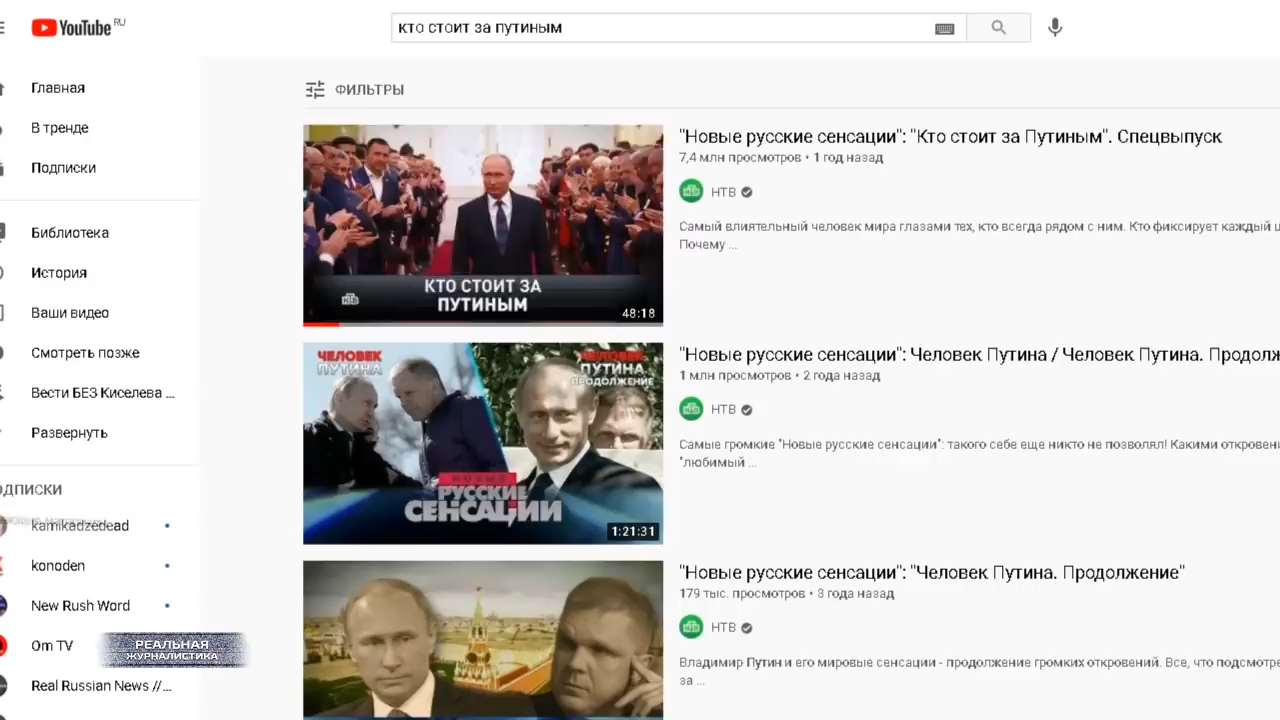 YouTube RU
кто стоит за путиным
Главная
В тренде
Подписки
Библиотека
История
Ваши видео
Смотреть позже
Вести БЕЗ Киселева ...
Развернуть
ОДПИСКИ
kamikadzedead
konoden
New Rush Word
Om TV
Real Russian News //...
РЕАЛЬНАЯ
ЖУРНАЛИСТИКА
ФИЛЬТРЫ
КТО СТОИТ ЗА
ПУТИНЫМ
НТВ
48:18
"Новые русские сенсации": "Кто стоит за Путиным". Спецвыпуск
7,4 млн просмотров • 1 год назад
НТВ
Самый влиятельный человек мира глазами тех, кто всегда рядом с ним. Кто фиксирует каждый
Почему ...
ЧЕЛОВЕК
ПУТИНА
ЧЕЛОВЕК
ПУТИНА
ПРОДОЛЖЕНИЕ
НОВЫЕ
РУССКИЕ
СЕНСАЦИИ
1:21:31
"Новые русские сенсации": Человек Путина / Человек Путина. Продолж
1 млн просмотров • 2 года назад
НТВ
Самые громкие "Новые русские сенсации": такого себе еще никто не позволял! Какими откровени
"любимый ...
"Новые русские сенсации": "Человек Путина. Продолжение"
179 тыс. просмотров • 3 года назад
НТВ
Владимир Путин и его мировые сенсации - продолжение громких откровений. Все, что подсмотре
за ...